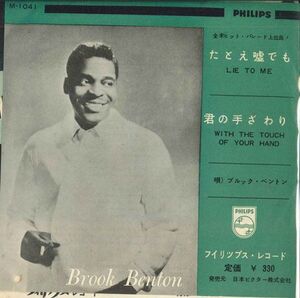 M-1041
PHILIPS
全米ヒット・パレード上位曲!
たとえ嘘でも
LIE TO ME
君の手ざわり
WITH THE TOUCH
OF YOUR HAND
唄) ブルック・ベントン
PHILIPS
フイリップス・レコード
定価 ¥ 330
発売元 日本ビクター株式会社
Brook Benton